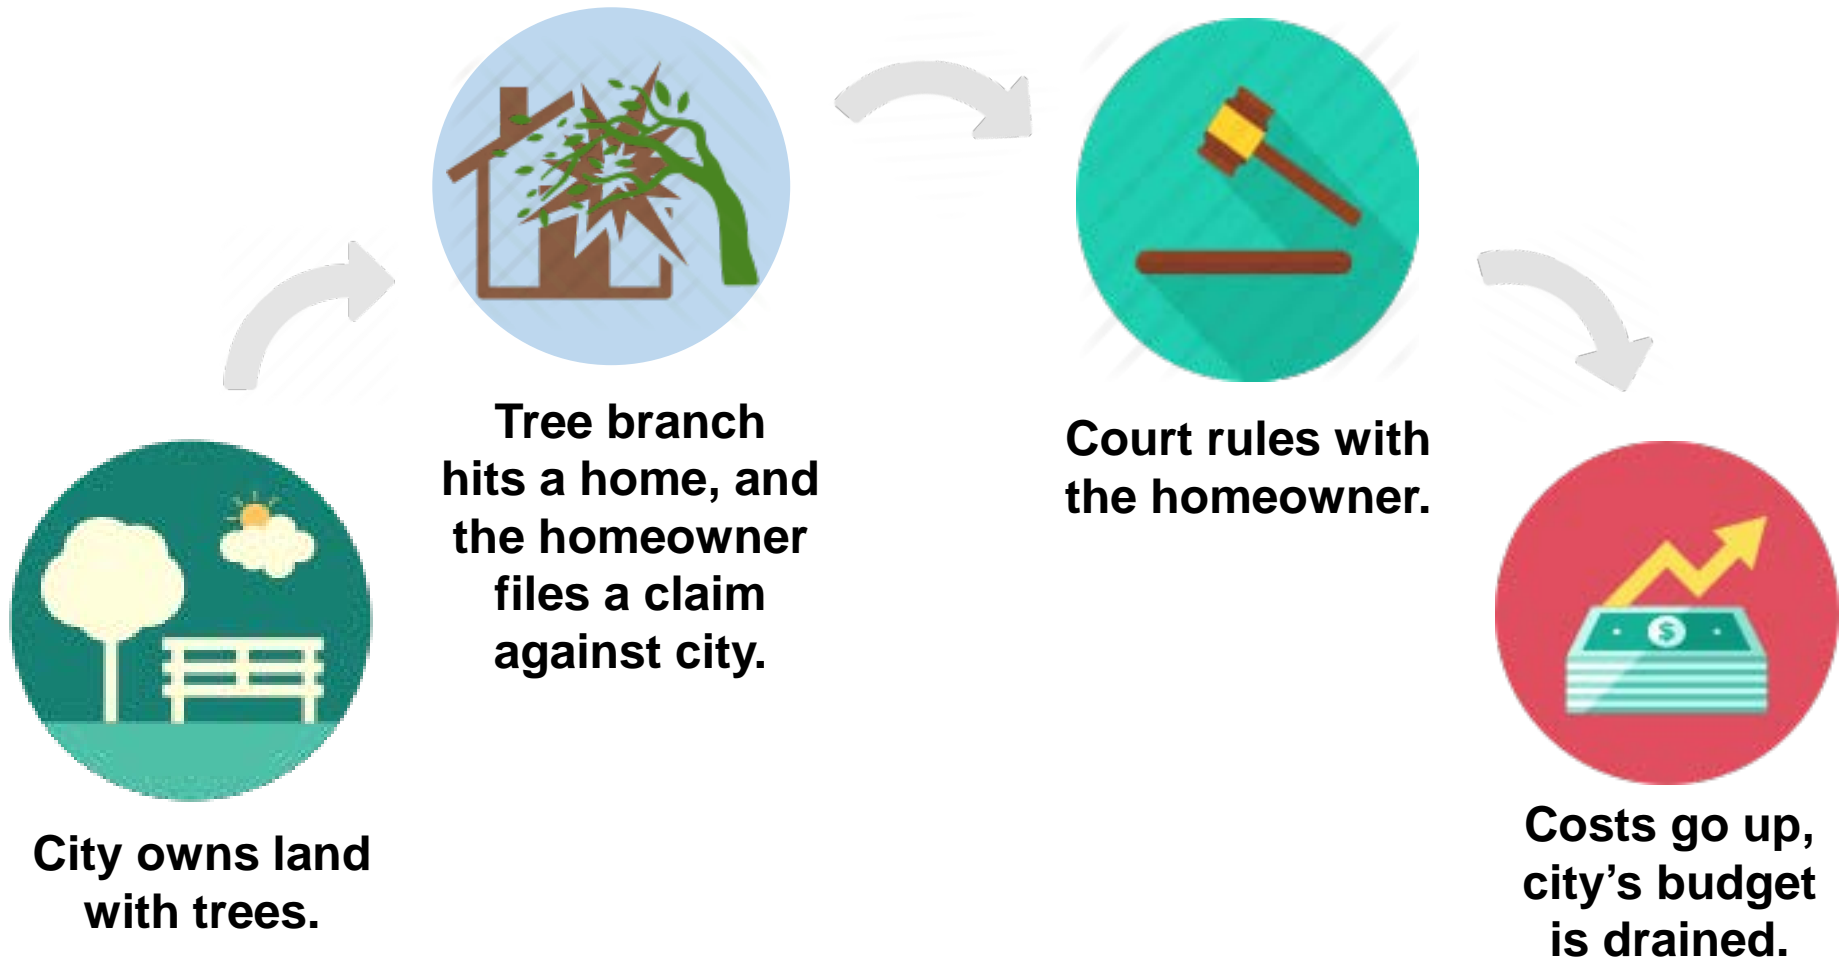 City owns land
with trees.
Tree branch
hits a home, and
the homeowner
files a claim
against city.
Court rules with
the homeowner.
$
Costs go up,
city’s budget
is drained.